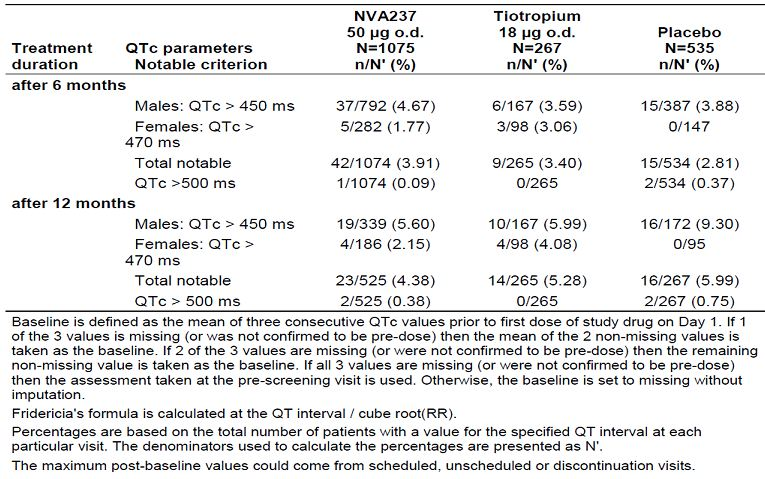 NVA237 Tiotropium
50 µg o.d. 18 µg o.d. Placebo
Treatment QTc parameters N=1075 N=267 N=535
duration Notable criterion n/N' (%) n/N' (%) n/N' (%)
after 6 months
Males: QTc > 450 ms 37/792 (4.67) 6/167 (3.59) 15/387 (3.88)
Females: QTc > 5/282 (1.77) 3/98 (3.06) 0/147
470 ms
Total notable 42/1074 (3.91) 9/265 (3.40) 15/534 (2.81)
QTc >500 ms 1/1074 (0.09) 0/265 2/534 (0.37)
after 12 months
Males: QTc > 450 ms 19/339 (5.60) 10/167 (5.99) 16/172 (9.30)
Females: QTc > 4/186 (2.15) 4/98 (4.08) 0/95
470 ms
Total notable 23/525 (4.38) 14/265 (5.28) 16/267 (5.99)
QTc > 500 ms 2/525 (0.38) 0/265 2/267 (0.75)
Baseline is defined as the mean of three consecutive QTc values prior to first dose of study drug on Day 1. If 1
of the 3 values is missing (or was not confirmed to be pre-dose) then the mean of the 2 non-missing values is
taken as the baseline. If 2 of the 3 values are missing (or were not confirmed to be pre-dose) then the remaining
non-missing value is taken as the baseline. If all 3 values are missing (or were not confirmed to be pre-dose)
then the assessment taken at the pre-screening visit is used. Otherwise, the baseline is set to missing without
imputation.
Fridericia's formula is calculated at the QT interval / cube root(RR).
Percentages are based on the total number of patients with a value for the specified QT interval at each
particular visit. The denominators used to calculate the percentages are presented as N'.
The maximum post-baseline values could come from scheduled, unscheduled or discontinuation visits.